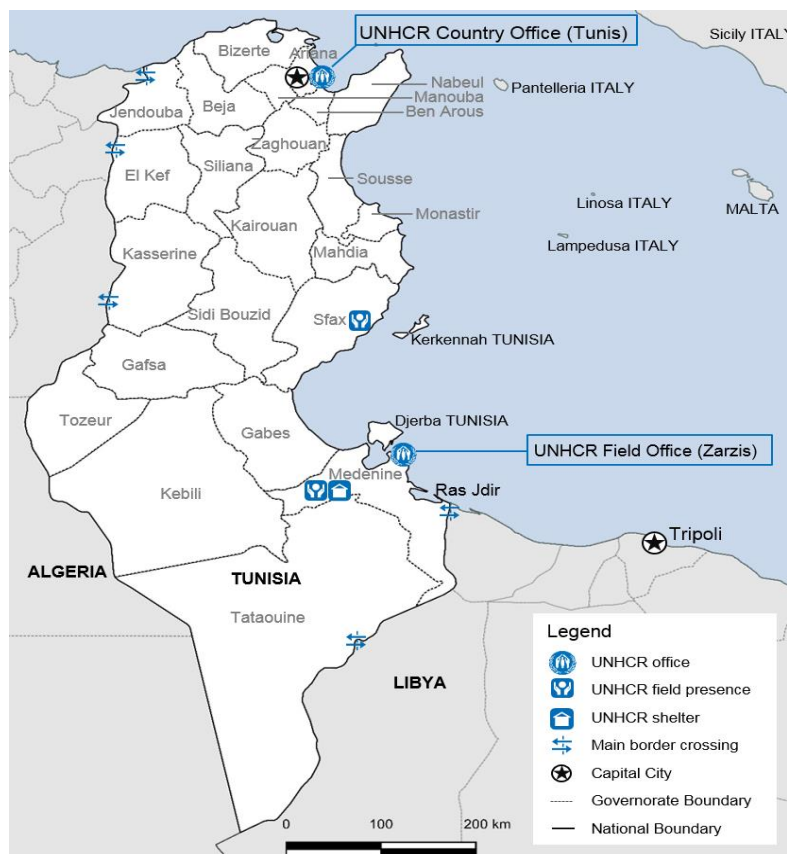 UNHCR Country Office (Tunis)
Sicily ITALY
Bizerte
Ariana
Nabeul
Manouba
Ben Arous
Pantelleria ITALY
Jendouba
Beja
Zaghouan
Siliana
El Kef
Sousse
Linosa ITALY
MALTA
Monastir
Kairouan
Lampedusa ITALY
Kasserine
Mahdia
Sidi Bouzid
Sfax
Kerkennah TUNISIA
Gafsa
Tozeur
Djerba TUNISIA
Gabes
UNHCR Field Office (Zarzis)
Medenine
Kebili
Ras Jdir
Tripoli
ALGERIA
TUNISIA
Tataouine
LIBYA
Legend
UNHCR office
UNHCR field presence
UNHCR shelter
Main border crossing
Capital City
Governorate Boundary
National Boundary
0 100 200 km